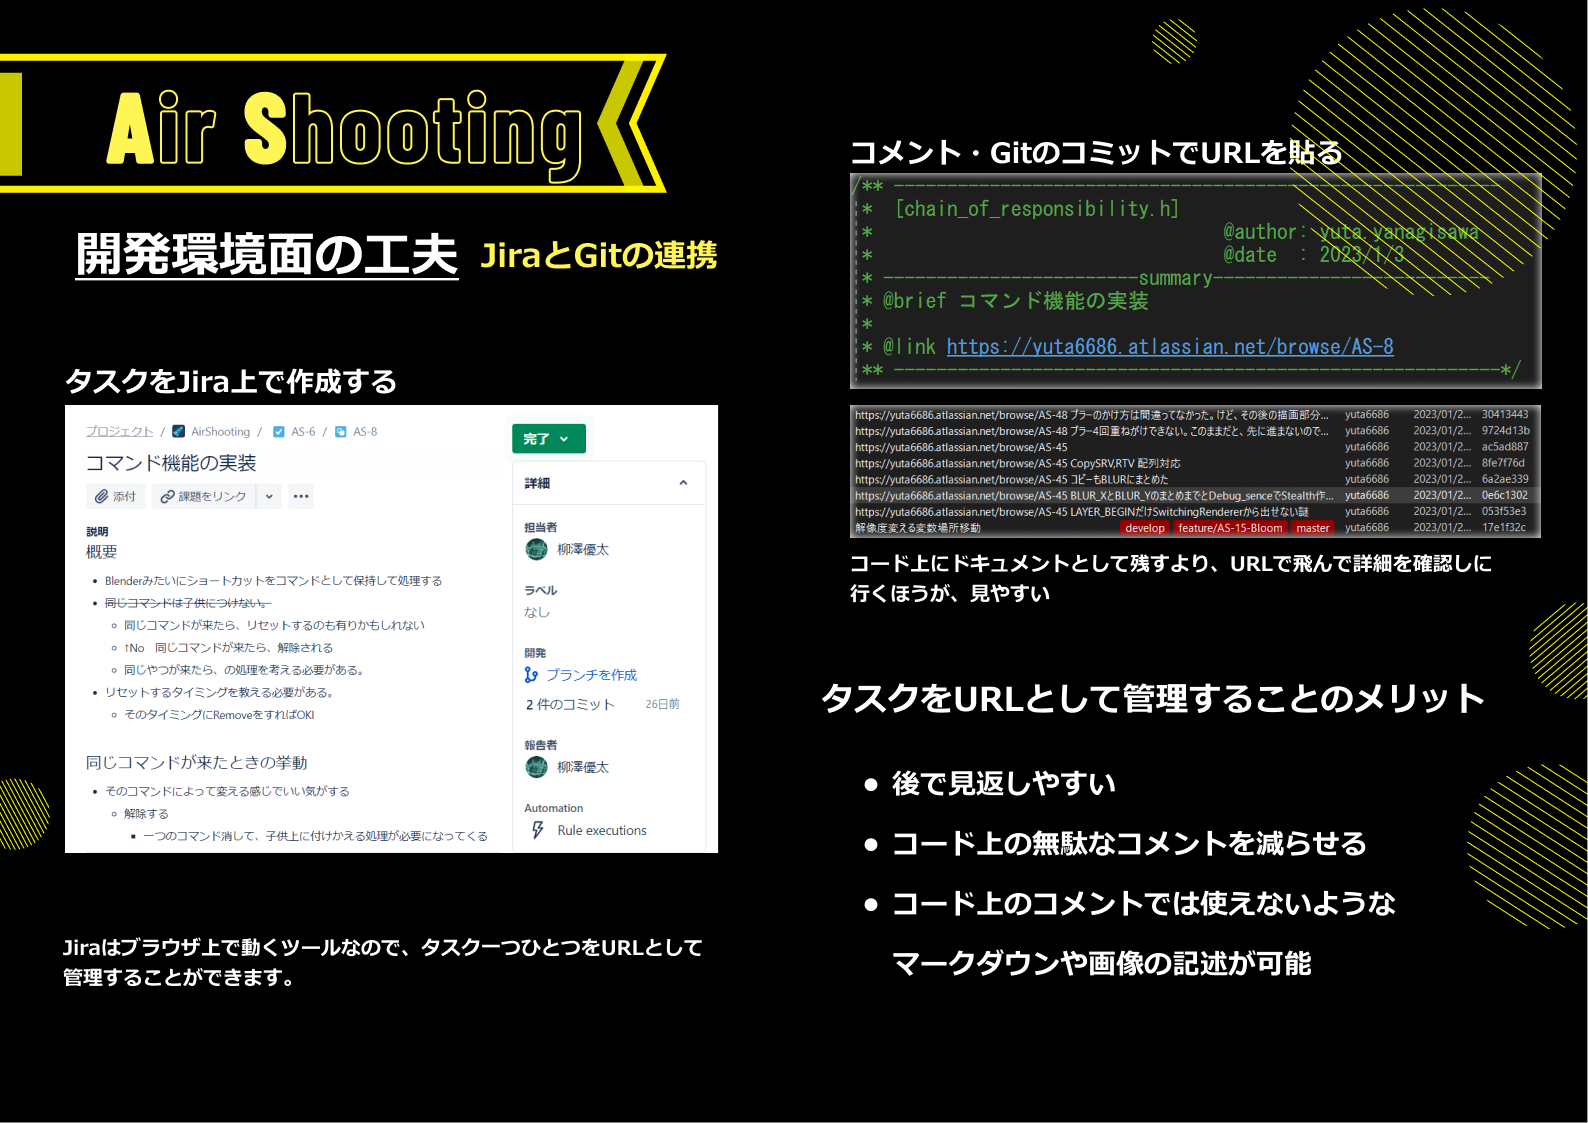 Air Shooting
開発環境面の工夫 JiraとGitの連携
タスクをJira上で作成する
プロジェクト / AirShooting / AS-6 / AS-8
コマンド機能の実装
添付 課題をリンク
説明
概要
• Blenderみたいにショートカットをコマンドとして保持して処理する
• 同じコマンドは子供につけない。
同じコマンドが来たら、リセットするのも有りかもしれない
↑No 同じコマンドが来たら、解除される
同じやつが来たら、の処理を考える必要がある。
• リセットするタイミングを教える必要がある。
そのタイミングにRemoveをすればOKI
同じコマンドが来たときの挙動
• そのコマンドによって変える感じでいい気がする
解除する
一つのコマンド消して、子供上に付けかえる処理が必要になってくる
完了
詳細
担当者
柳澤優太
ラベル
なし
開発
ブランチを作成
2 件のコミット 26日前
報告者
柳澤優太
Automation
Rule executions
Jiraはブラウザ上で動くツールなので、タスク一つひとつをURLとして
管理することができます。
コメント・GitのコミットでURLを貼る
/** ----------------------------------------------------------
* [chain_of_responsibility.h]
* @author: yuta.yanagisawa
* @date : 2023/1/3
* ------------------------summary--------------------------
* @brief コマンド機能の実装
*
* @link https://yuta6686.atlassian.net/browse/AS-8
** ----------------------------------------------------------*/
https://yuta6686.atlassian.net/browse/AS-48 ブラーのかけ方は間違ってなかった。けど、その後の描画部分... yuta6686 2023/01/2... 30413443
https://yuta6686.atlassian.net/browse/AS-48 ブラー4回重ねがけできない。このままだと、先に進まないので... yuta6686 2023/01/2... 9724d13b
https://yuta6686.atlassian.net/browse/AS-45 yuta6686 2023/01/2... ac5ad887
https://yuta6686.atlassian.net/browse/AS-45 CopySRV,RTV 配列対応 yuta6686 2023/01/2... 8fe7f76d
https://yuta6686.atlassian.net/browse/AS-45 コピーもBLURにまとめた yuta6686 2023/01/2... 6a2ae339
https://yuta6686.atlassian.net/browse/AS-45 BLUR_XとBLUR_YのまとめまでとDebug_senceでStealth作... yuta6686 2023/01/2... 0e6c1302
https://yuta6686.atlassian.net/browse/AS-45 LAYER_BEGINだけSwitchingRendererから出せない謎 yuta6686 2023/01/2... 053f53e3
解像度変える変数場所移動 develop feature/AS-15-Bloom master yuta6686 2023/01/2... 17e1f32c
コード上にドキュメントとして残すより、URLで飛んで詳細を確認しに
行くほうが、見やすい
タスクをURLとして管理することのメリット
● 後で見返しやすい
● コード上の無駄なコメントを減らせる
● コード上のコメントでは使えないような
マークダウンや画像の記述が可能